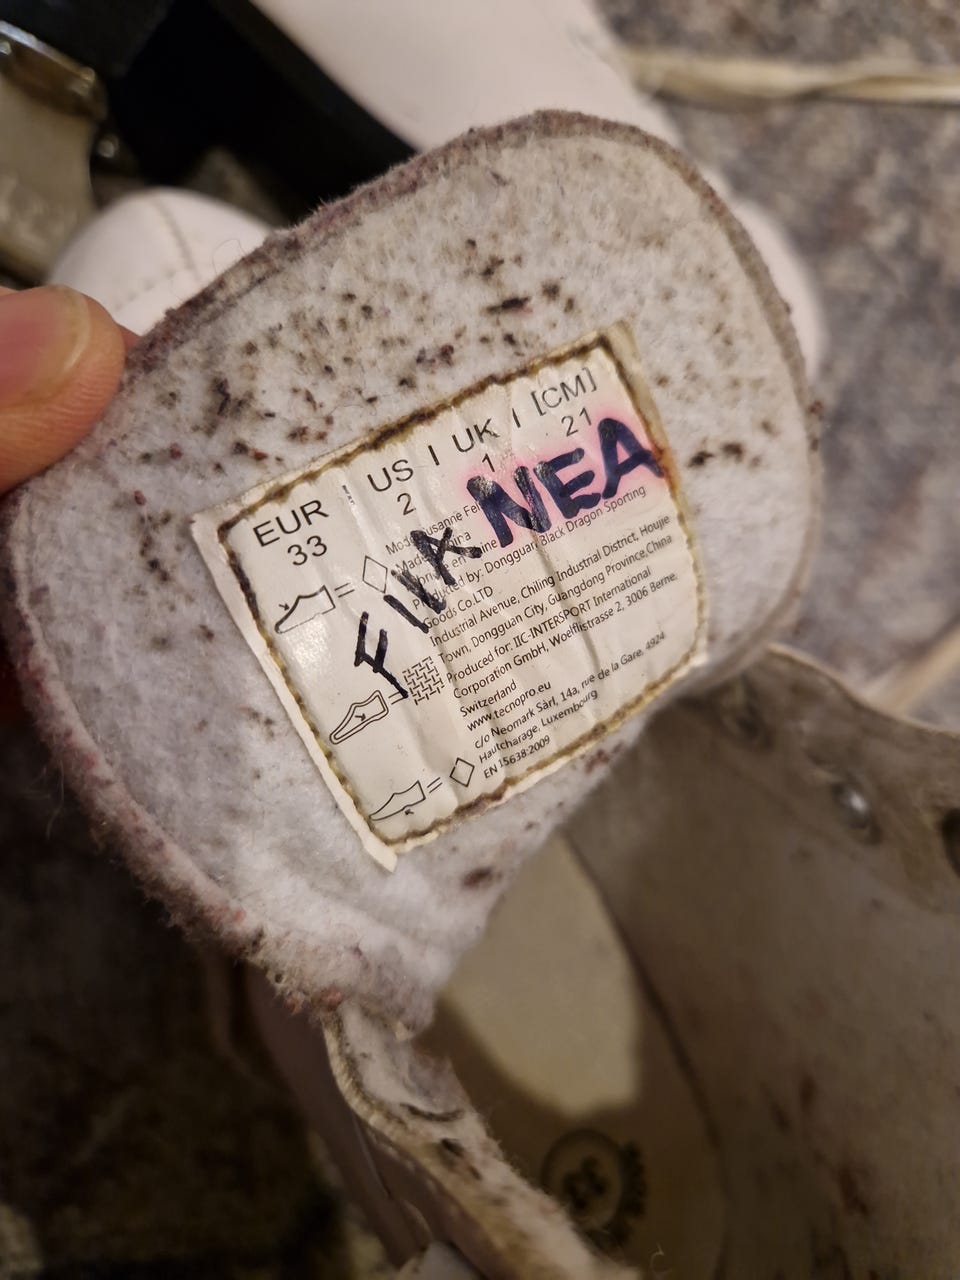 EUR | US | UK | [CM]
33 2 1 21
NEA
Susanne
Made China
Produced by: Dongguan Black Dragon Sporting
Goods Co.LTD
Industrial Avenue, Chiling Industrial District, Houjie
Town, Dongguan City, Guangdong Province,China
Produced for: IIC-INTERSPORT International
Corporation GmbH, Woelflistrasse 2, 3006 Berne.
Switzerland
www.tecnopro.eu
c/o Neomark Sàrl, 14a, rue de la Gare, 4924
Hautcharage, Luxembourg
EN 15638:2009
33